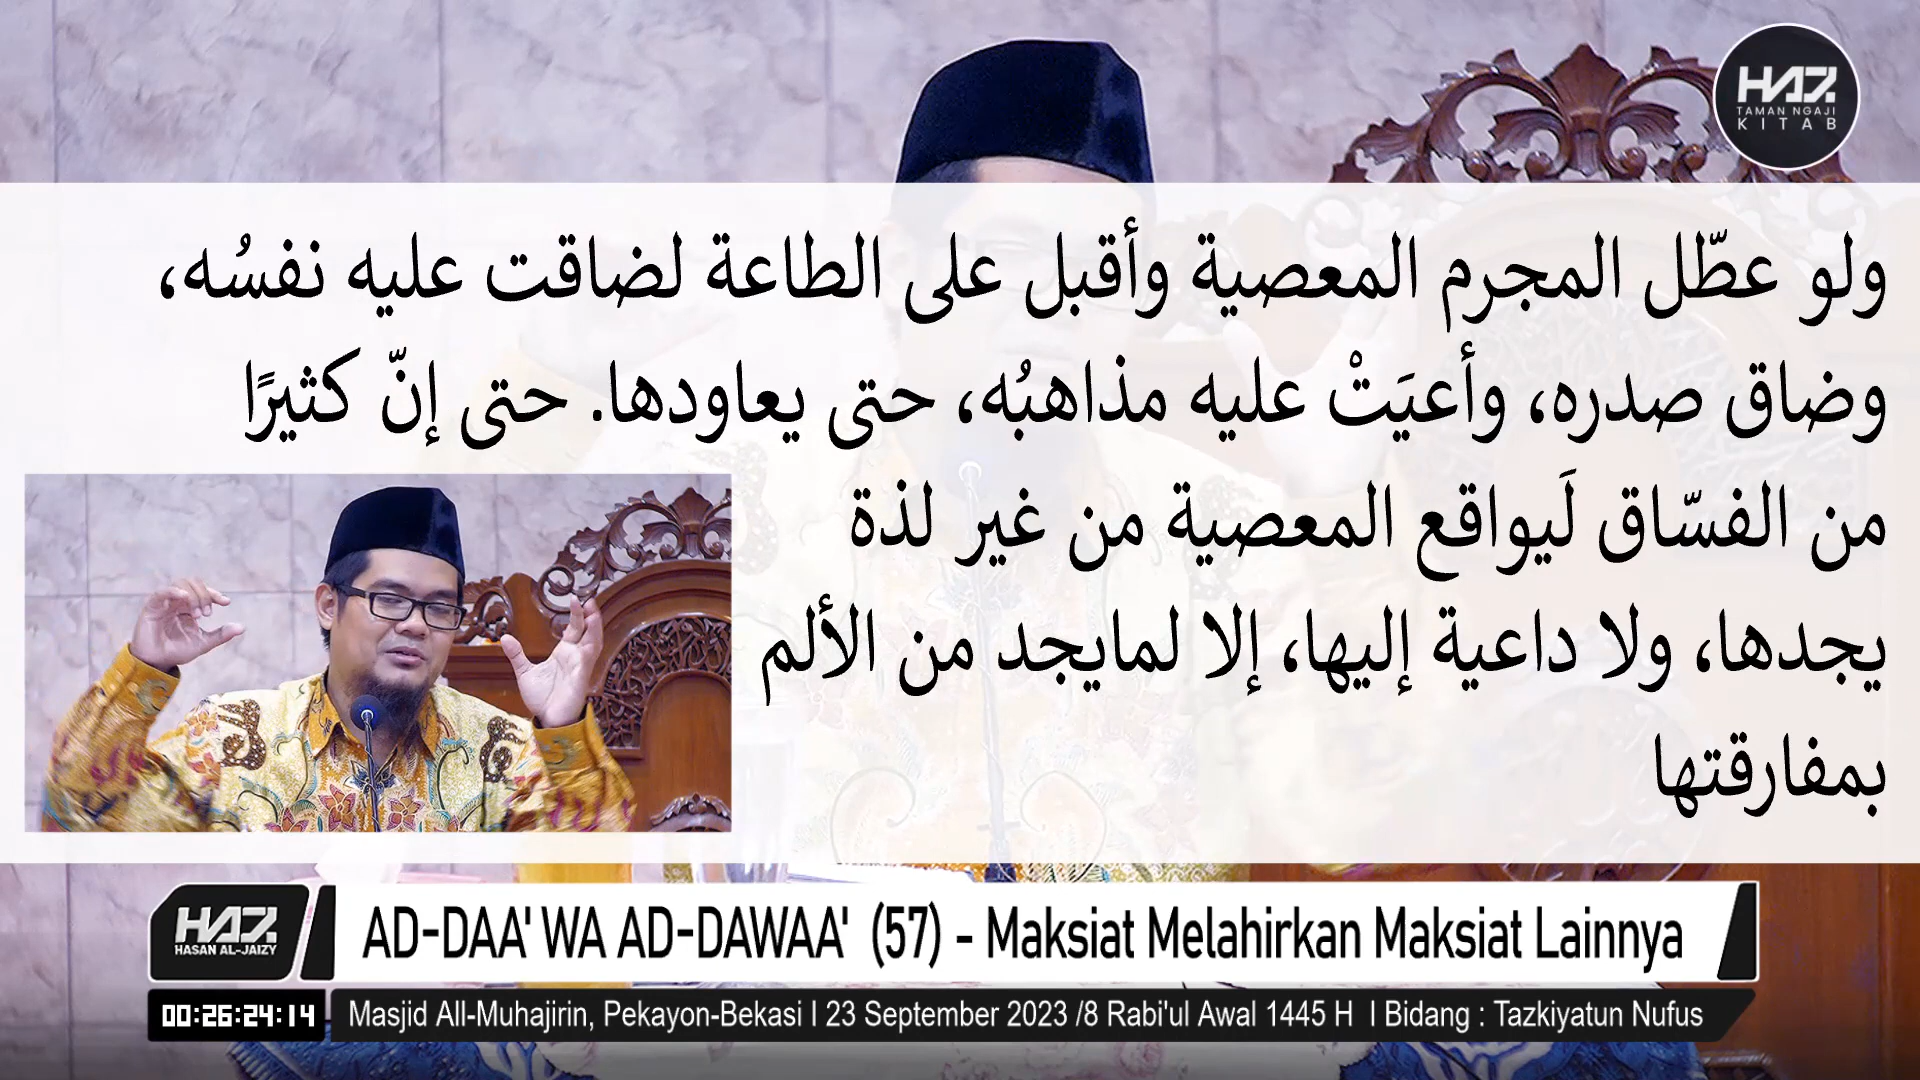 HAZ
TAMAN NGAJI
KITAB
ولو عطّل المجرم المعصية وأقبل على الطاعة لضاقت عليه نفسُه،
وضاق صدره، وأعيَتْ عليه مذاهبُه، حتى يعاودها. حتى إنّ كثيرًا
من الفسّاق لَيواقع المعصية من غير لذة
يجدها، ولا داعية إليها، إلا لمايجد من الألم
بمفارقتها
HAZ
HASAN AL-JAIZY
AD-DAA' WA AD-DAWAA' (57) - Maksiat Melahirkan Maksiat Lainnya
00:26:24:14
Masjid All-Muhajirin, Pekayon-Bekasi I 23 September 2023 /8 Rabi'ul Awal 1445 H I Bidang : Tazkiyatun Nufus